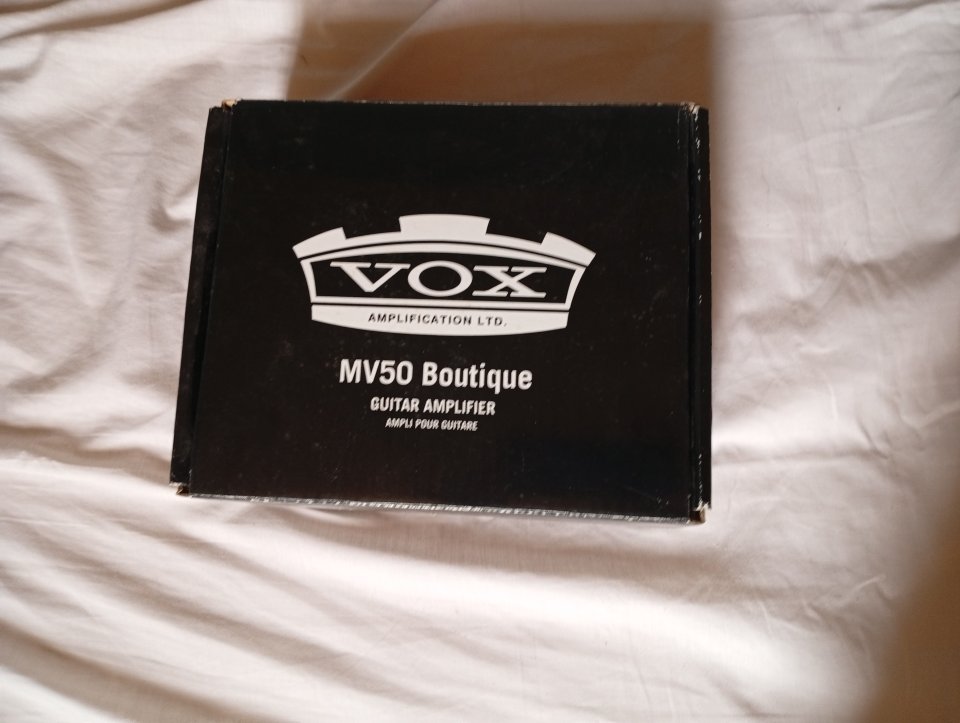 VOX
AMPLIFICATION LTD.
MV50 Boutique
GUITAR AMPLIFIER
AMPLI POUR GUITARE